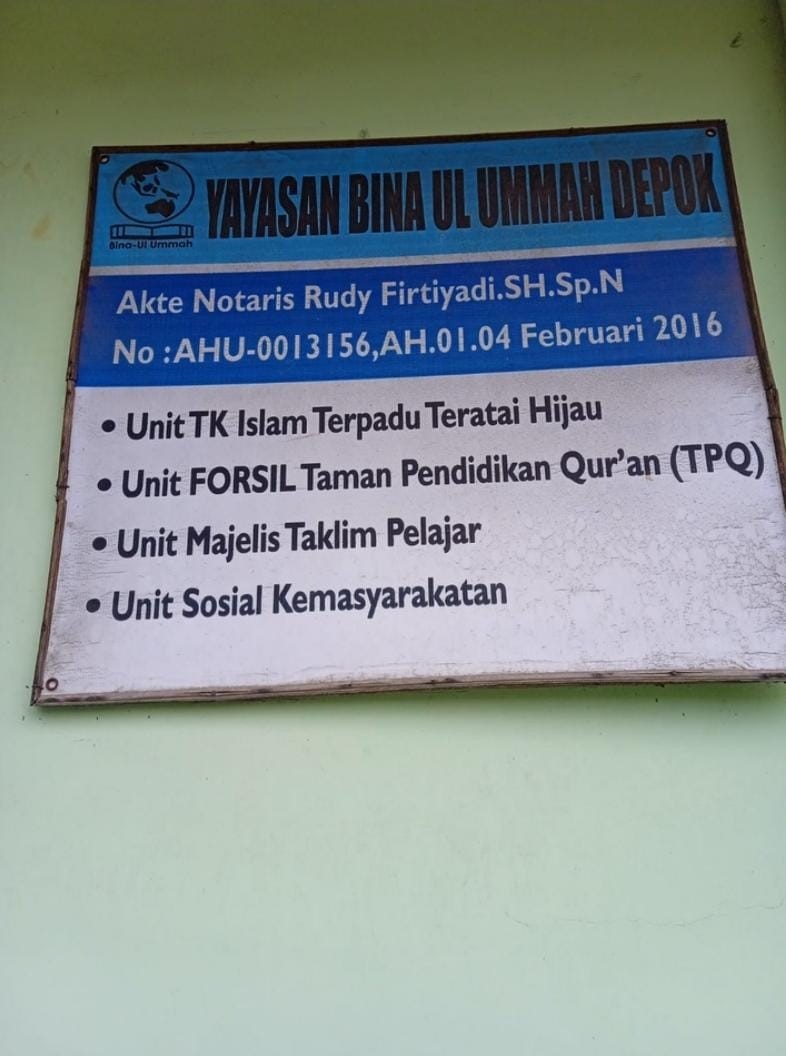 YAYASAN BINA UL UMMAH DEPOK
Bina-Ul Ummah
Akte Notaris Rudy Firtiyadi.SH.Sp.N
No :AHU-0013156,AH.01.04 Februari 2016
• Unit TK Islam Terpadu Teratai Hijau
• Unit FORSIL Taman Pendidikan Qur'an (TPQ)
• Unit Majelis Taklim Pelajar
• Unit Sosial Kemasyarakatan